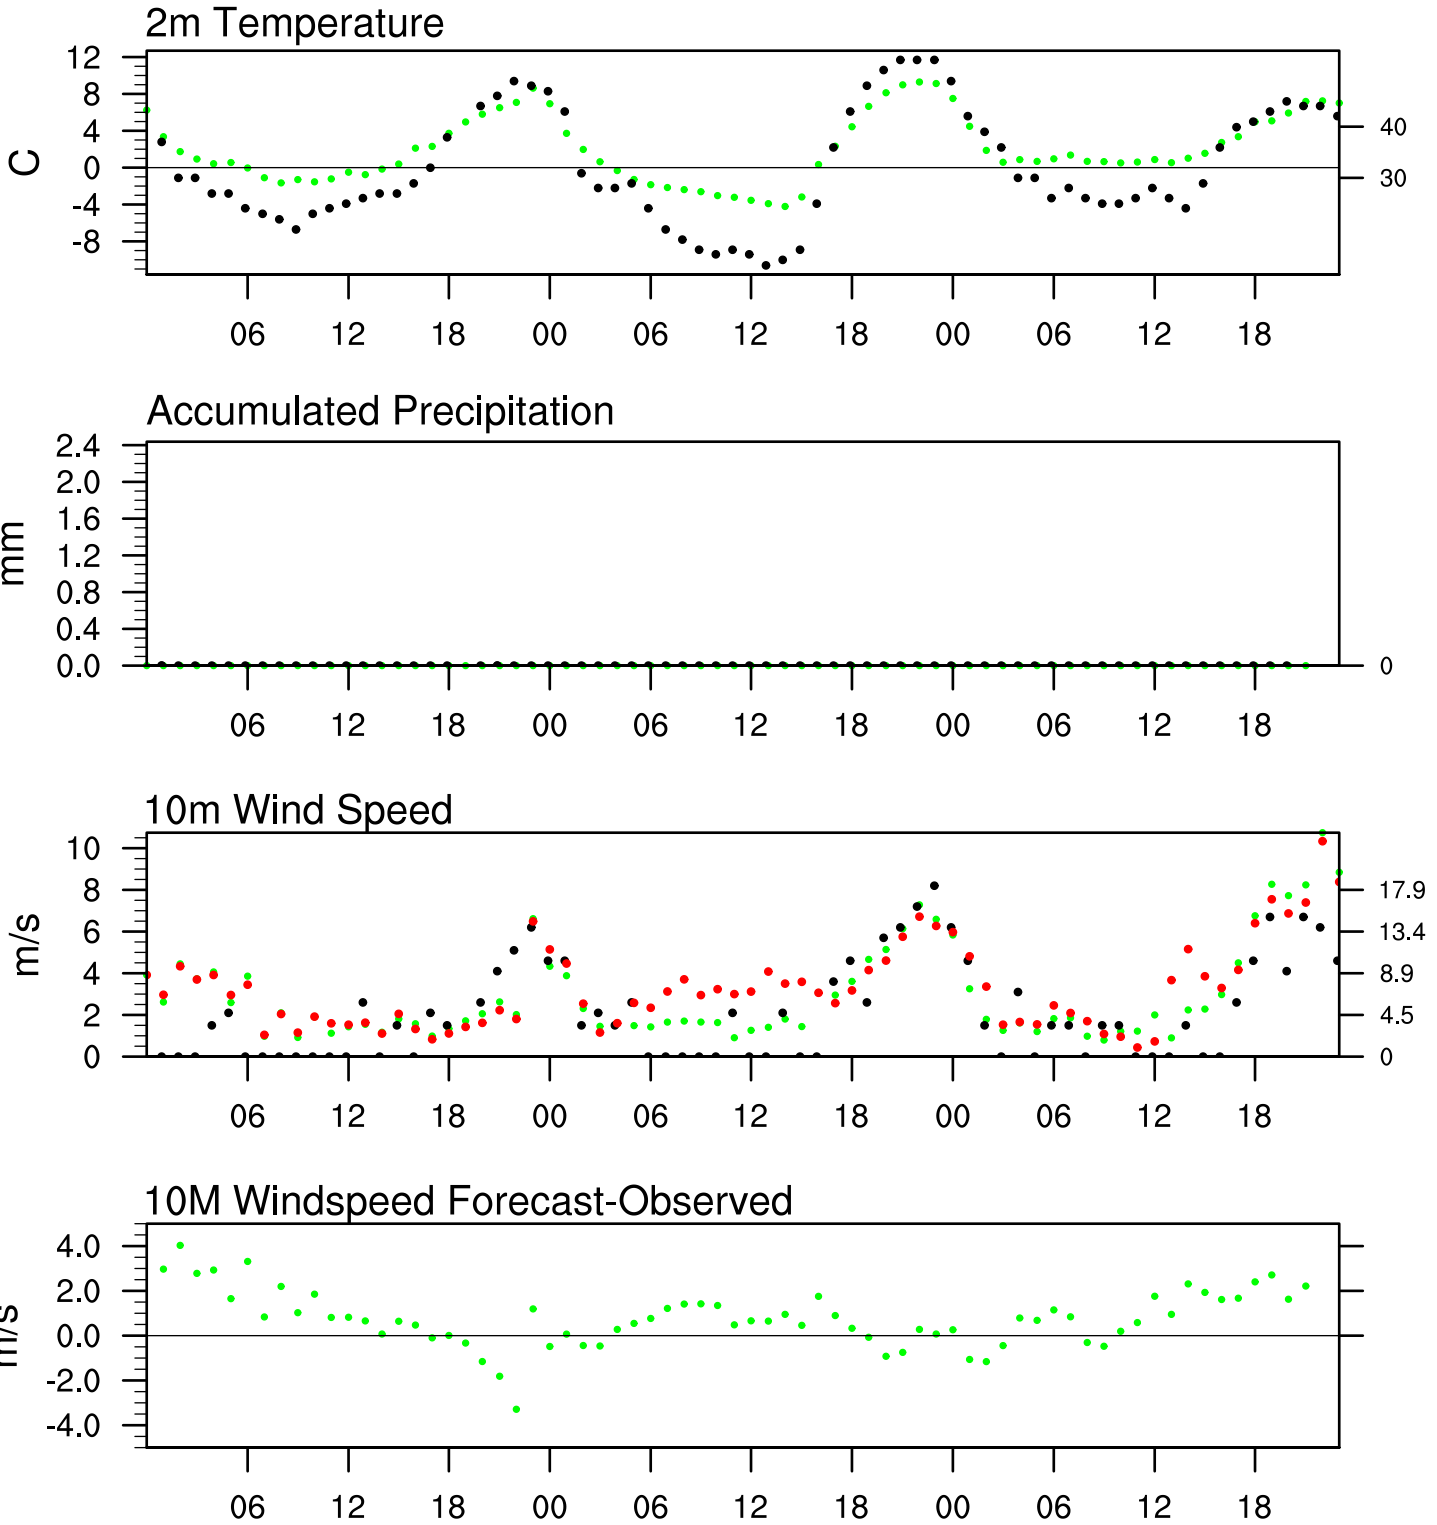 2m Temperature
12
8
4
0
-4
-8
C
40
30
06 12 18 00 06 12 18 00 06 12 18
Accumulated Precipitation
2.4
2.0
1.6
1.2
0.8
0.4
0.0
mm
0
06 12 18 00 06 12 18 00 06 12 18
10m Wind Speed
10
8
6
4
2
0
m/s
17.9
13.4
8.9
4.5
0
06 12 18 00 06 12 18 00 06 12 18
10M Windspeed Forecast-Observed
4.0
2.0
0.0
-2.0
-4.0
m/s
06 12 18 00 06 12 18 00 06 12 18